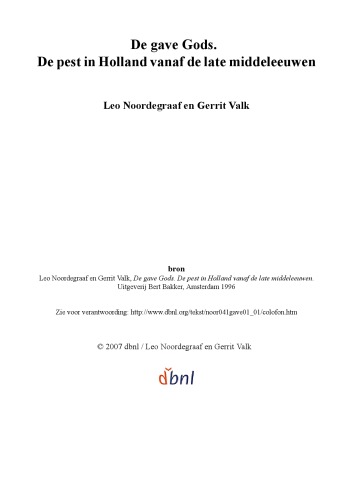 De gave Gods.
De pest in Holland vanaf de late middeleeuwen
Leo Noordegraaf en Gerrit Valk
bron
Leo Noordegraaf en Gerrit Valk, De gave Gods. De pest in Holland vanaf de late middeleeuwen.
Uitgeverij Bert Bakker, Amsterdam 1996
Zie voor verantwoording: http://www.dbnl.org/tekst/noor041gave01_01/colofon.htm
© 2007 dbnl / Leo Noordegraaf en Gerrit Valk
dbnl